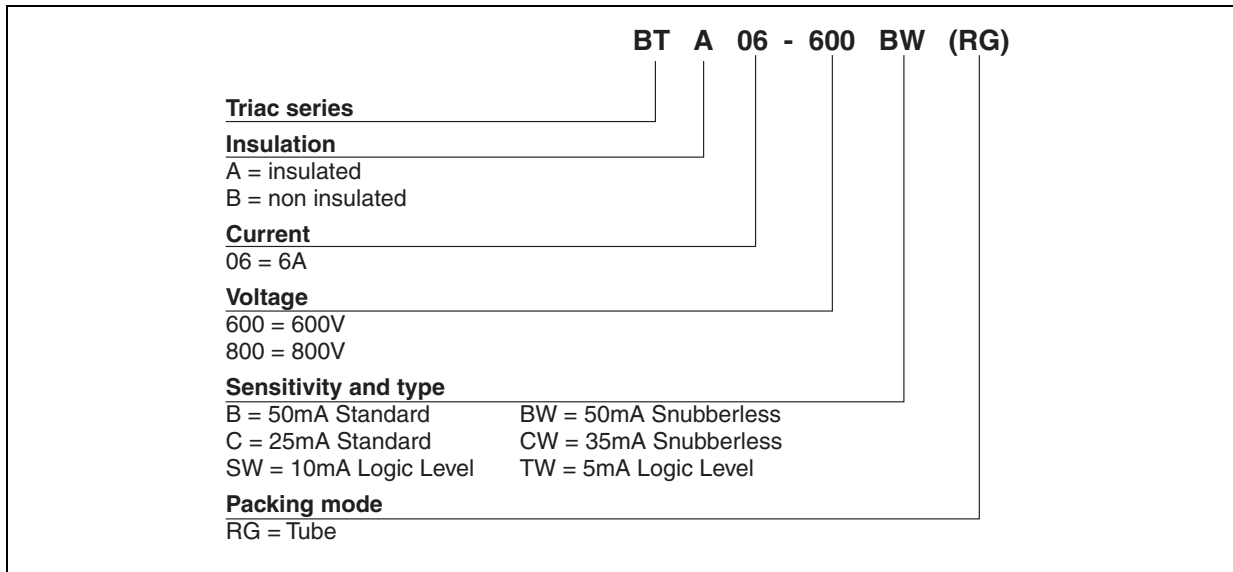 BT A 06 - 600 BW (RG)
Triac series
Insulation
A = insulated
B = non insulated
Current
06 = 6A
Voltage
600 = 600V
800 = 800V
Sensitivity and type
B = 50mA Standard BW = 50mA Snubberless
C = 25mA Standard CW = 35mA Snubberless
SW = 10mA Logic Level TW = 5mA Logic Level
Packing mode
RG = Tube